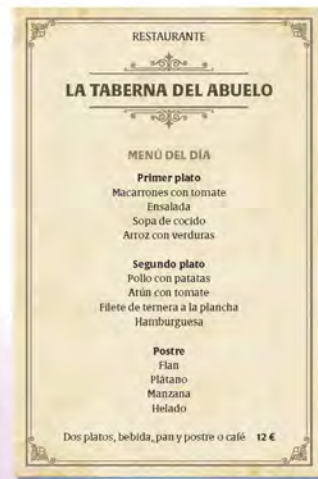 RESTAURANTE
LA TABERNA DEL ABUELO
MENÚ DEL DÍA
Primer plato
Macarrones con tomate
Ensalada
Sopa de cocido
Arroz con verduras
Segundo plato
Pollo con patatas
Atún con tomate
Filete de ternera a la plancha
Hamburguesa
Postre
Flan
Plátano
Manzana
Helado
Dos platos, bebida, pan y postre o café 12 €